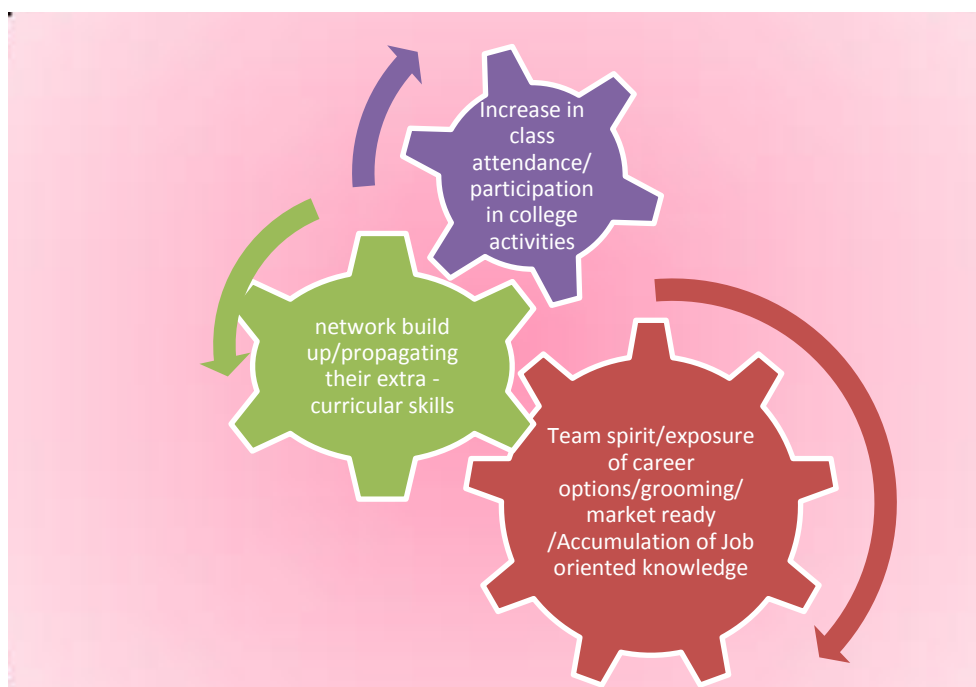 Increase in
class
attendance/
participation
in college
activities
network build
up/propagating
their extra -
curricular skills
Team spirit/exposure
of career
options/grooming/
market ready
/Accumulation of Job
oriented knowledge